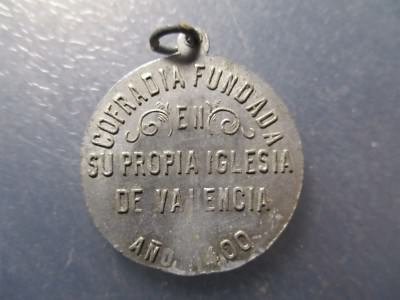 COFRADIA FUNDADA
EN
SU PROPIA IGLESIA
DE VALENCIA
AÑO 1400